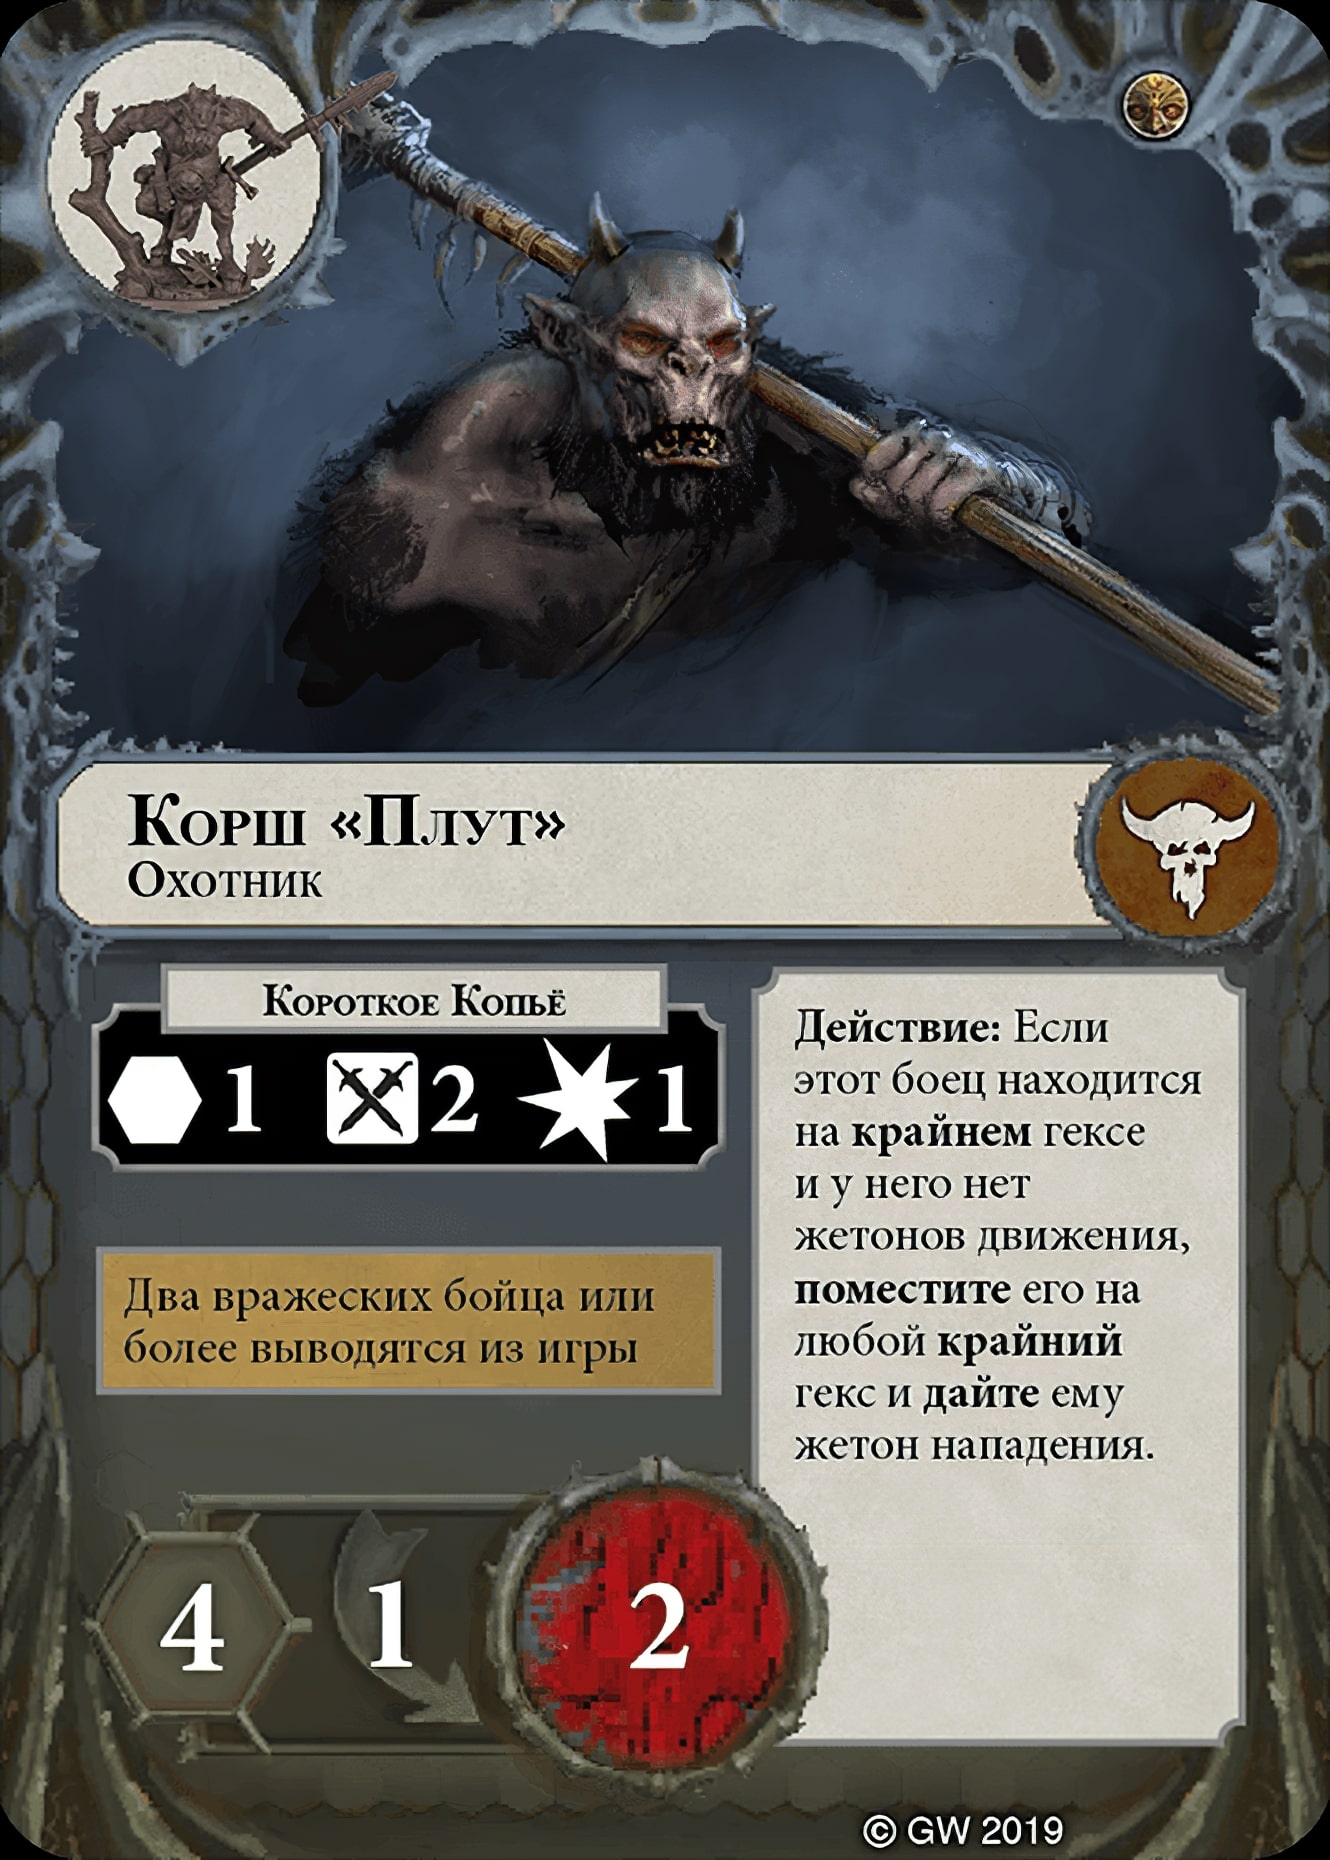 Корш «Плут»
Охотник
Короткое Копьё
1 2 1
Два вражеских бойца или
более выводятся из игры
Действие: Если
этот боец находится
на крайнем гексе
и у него нет
жетонов движения,
поместите его на
любой крайний
гекс и дайте ему
жетон нападения.
4 1 2
© GW 2019